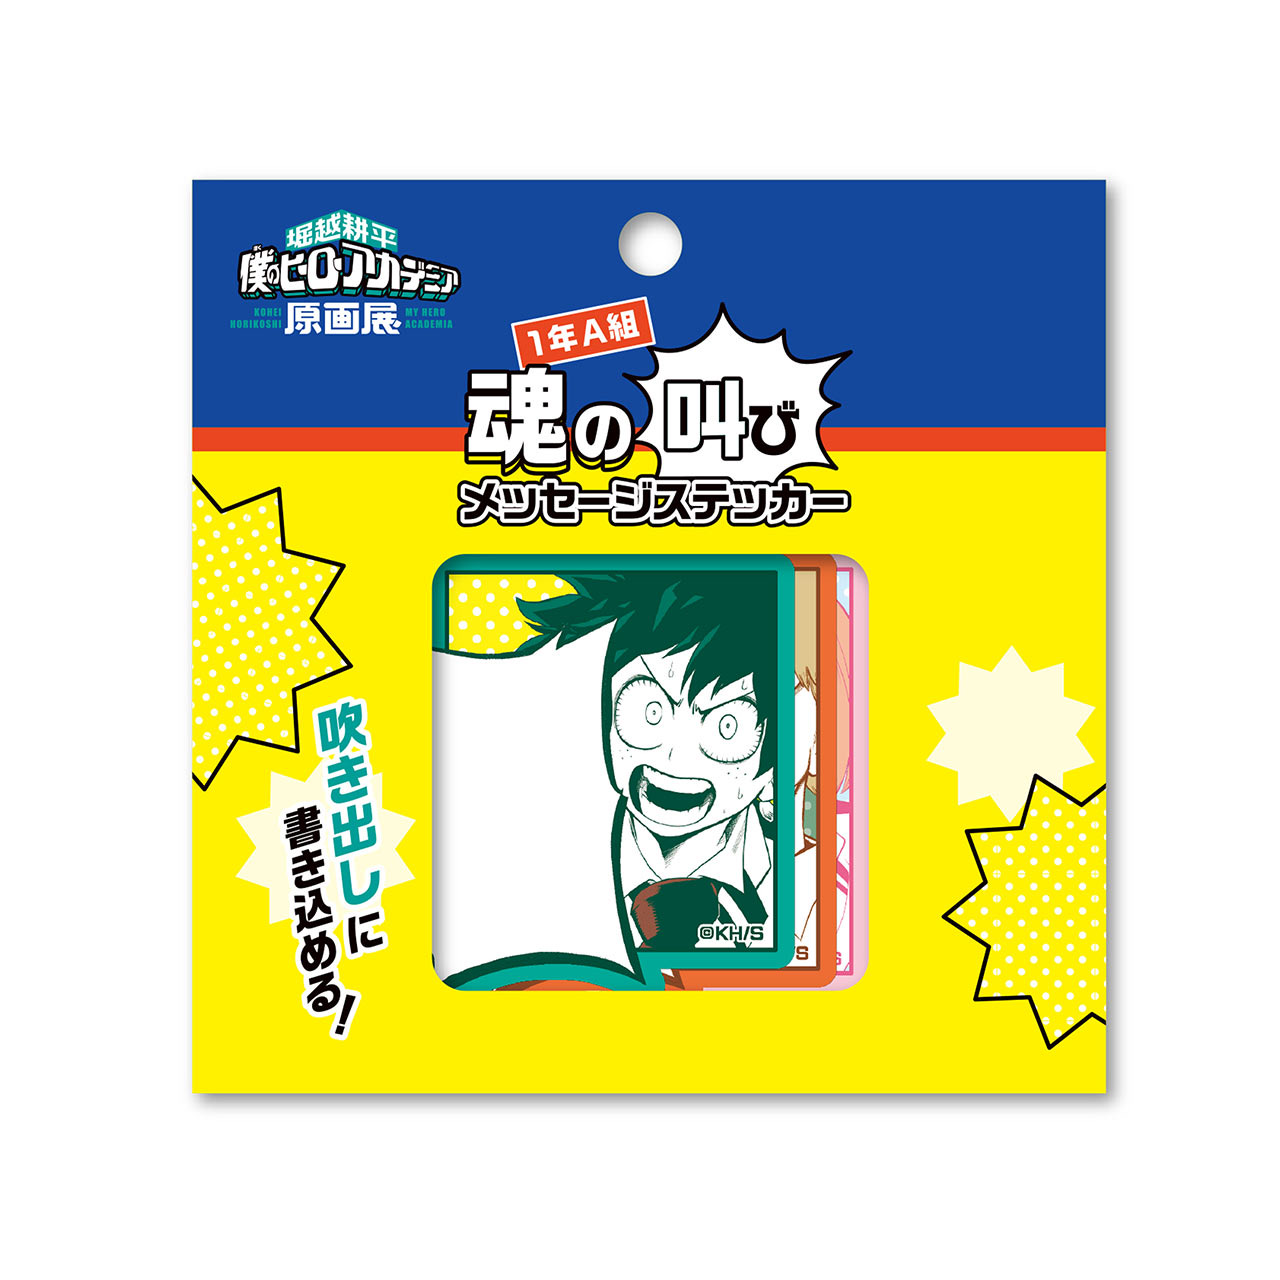 堀越耕平
僕のヒーローアカデミア
ぼく
KOHEI HORIKOSHI
原画展
MY HERO ACADEMIA
1年A組
魂の叫び
メッセージステッカー
吹き出しに
書き込める!
©KH/S
/S
S